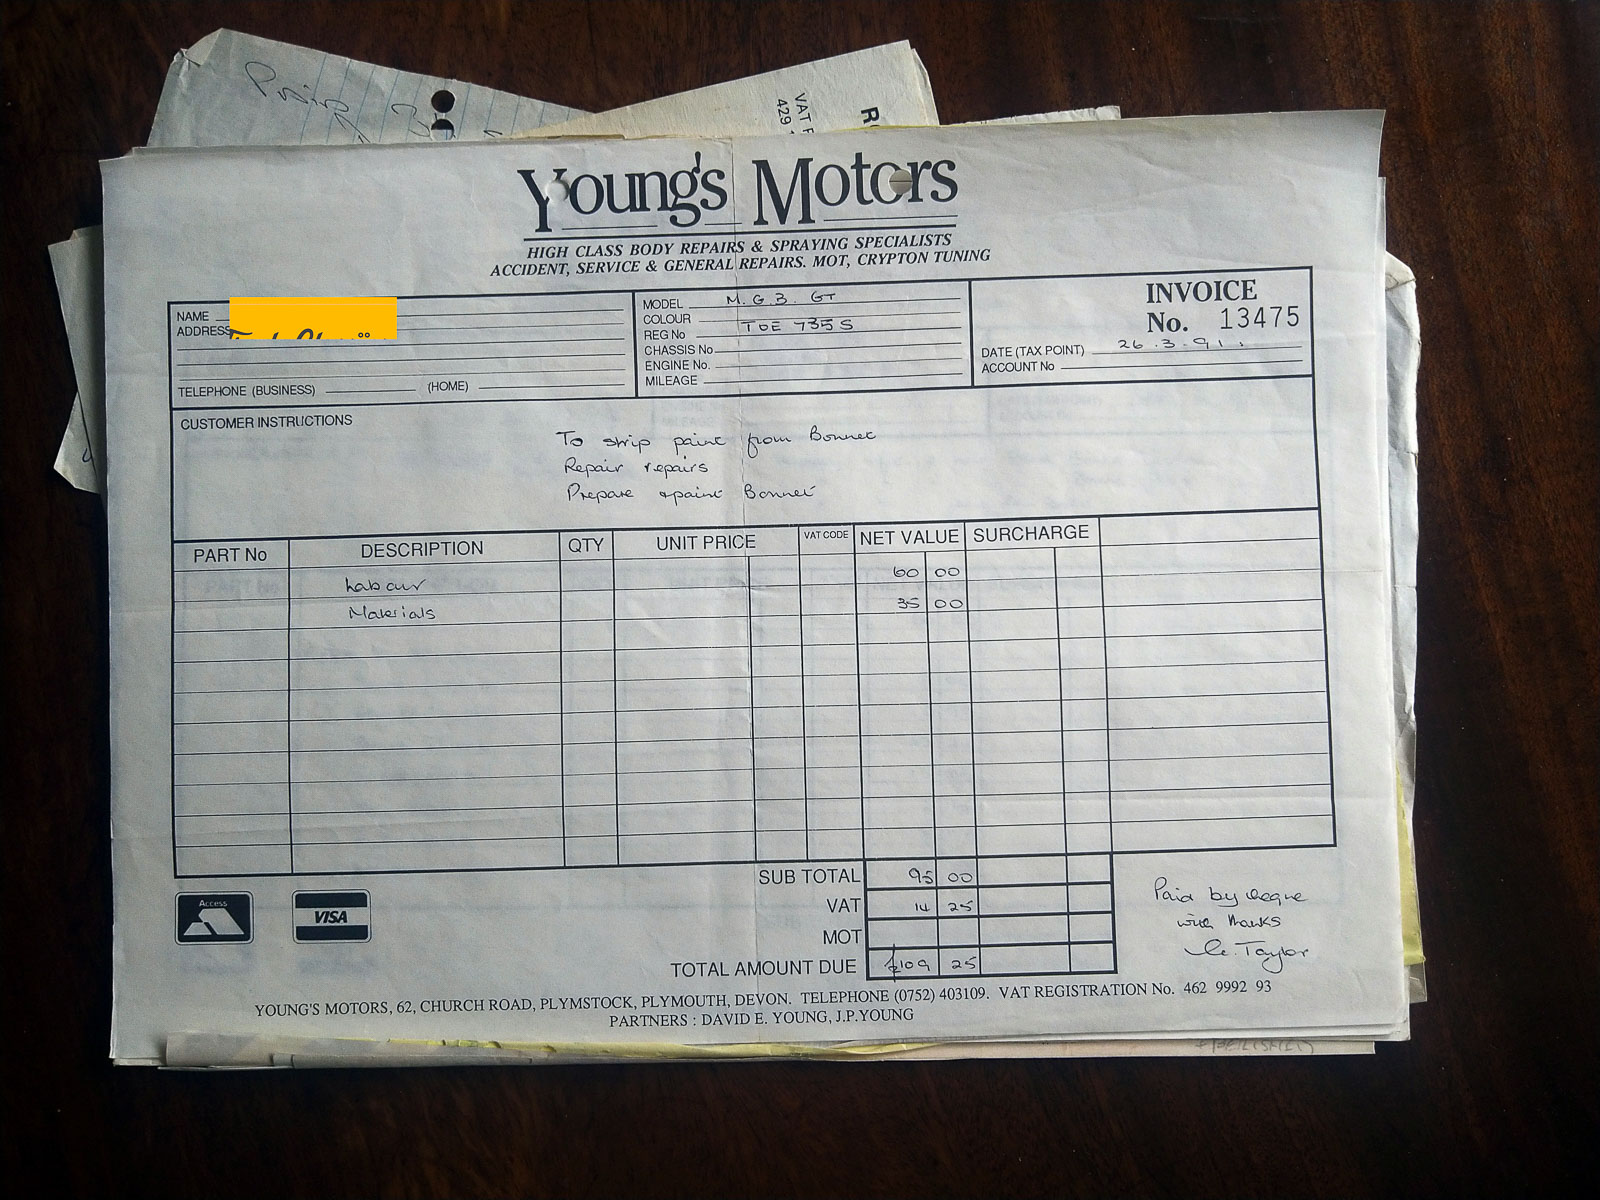 Paid
VAT
429
Young's Motors
HIGH CLASS BODY REPAIRS & SPRAYING SPECIALISTS
ACCIDENT, SERVICE & GENERAL REPAIRS. MOT, CRYPTON TUNING
NAME
ADDRESS
TELEPHONE (BUSINESS) (HOME)
MODEL M.G.B. GT
COLOUR
REG No TDE 735S
CHASSIS No
ENGINE No.
MILEAGE
INVOICE
No. 13475
DATE (TAX POINT) 26.3.91.
ACCOUNT No
CUSTOMER INSTRUCTIONS
To strip paint from Bonnet
Repair repairs
Prepare & paint Bonnet
PART No DESCRIPTION QTY UNIT PRICE VAT CODE NET VALUE SURCHARGE
Labour 60 00
Materials 35 00
SUB TOTAL 95 00
VAT 14 25
MOT
TOTAL AMOUNT DUE £109 25
Access
VISA
Paid by cheque
with thanks
Taylor
YOUNG'S MOTORS, 62, CHURCH ROAD, PLYMSTOCK, PLYMOUTH, DEVON. TELEPHONE (0752) 403109. VAT REGISTRATION No. 462 9992 93
PARTNERS : DAVID E. YOUNG, J.P.YOUNG